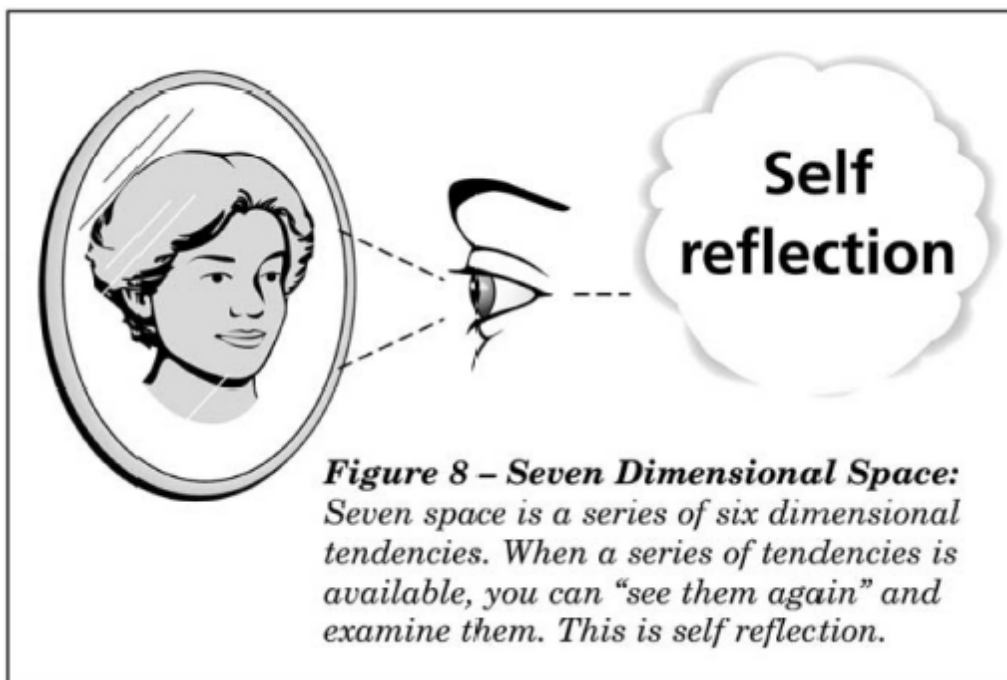 Self
reflection
Figure 8 – Seven Dimensional Space:
Seven space is a series of six dimensional
tendencies. When a series of tendencies is
available, you can “see them again” and
examine them. This is self reflection.